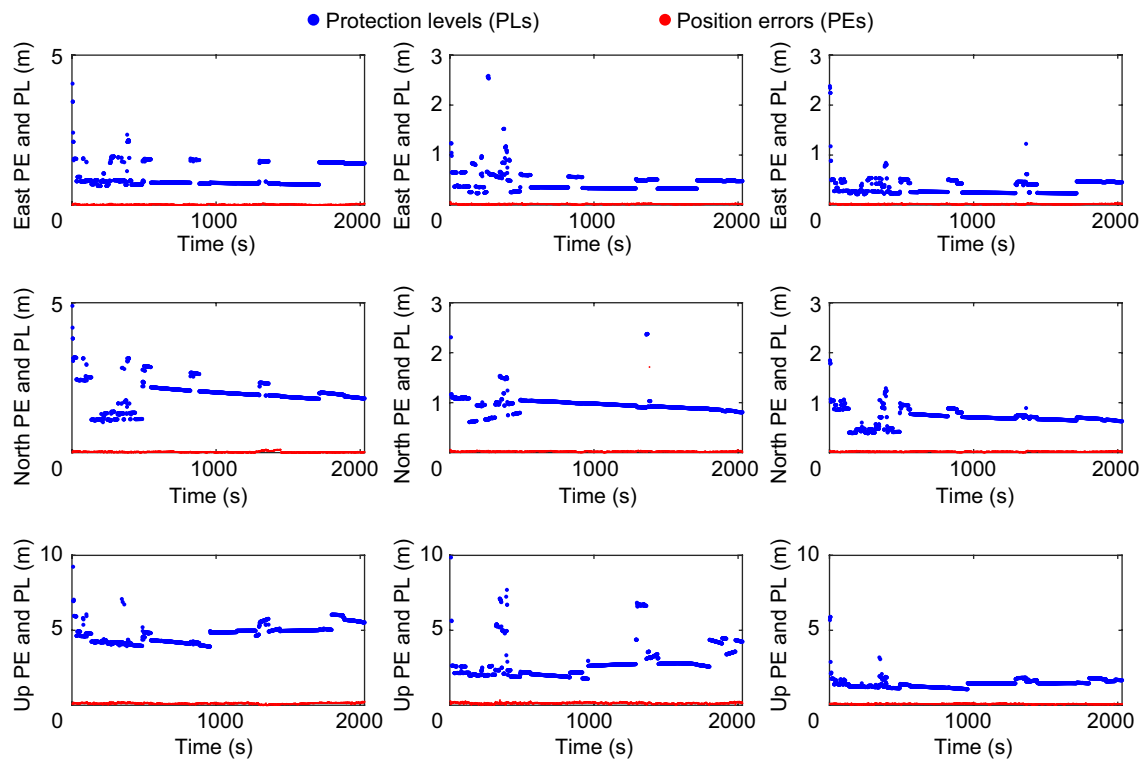 Protection levels (PLs) Position errors (PEs)
East PE and PL (m)
5
0 1000 2000
Time (s)
East PE and PL (m)
3
2
1
0 1000 2000
Time (s)
East PE and PL (m)
3
2
1
0 1000 2000
Time (s)
North PE and PL (m)
5
0 1000 2000
Time (s)
North PE and PL (m)
3
2
1
0 1000 2000
Time (s)
North PE and PL (m)
3
2
1
0 1000 2000
Time (s)
Up PE and PL (m)
10
5
0 1000 2000
Time (s)
Up PE and PL (m)
10
5
0 1000 2000
Time (s)
Up PE and PL (m)
10
5
0 1000 2000
Time (s)